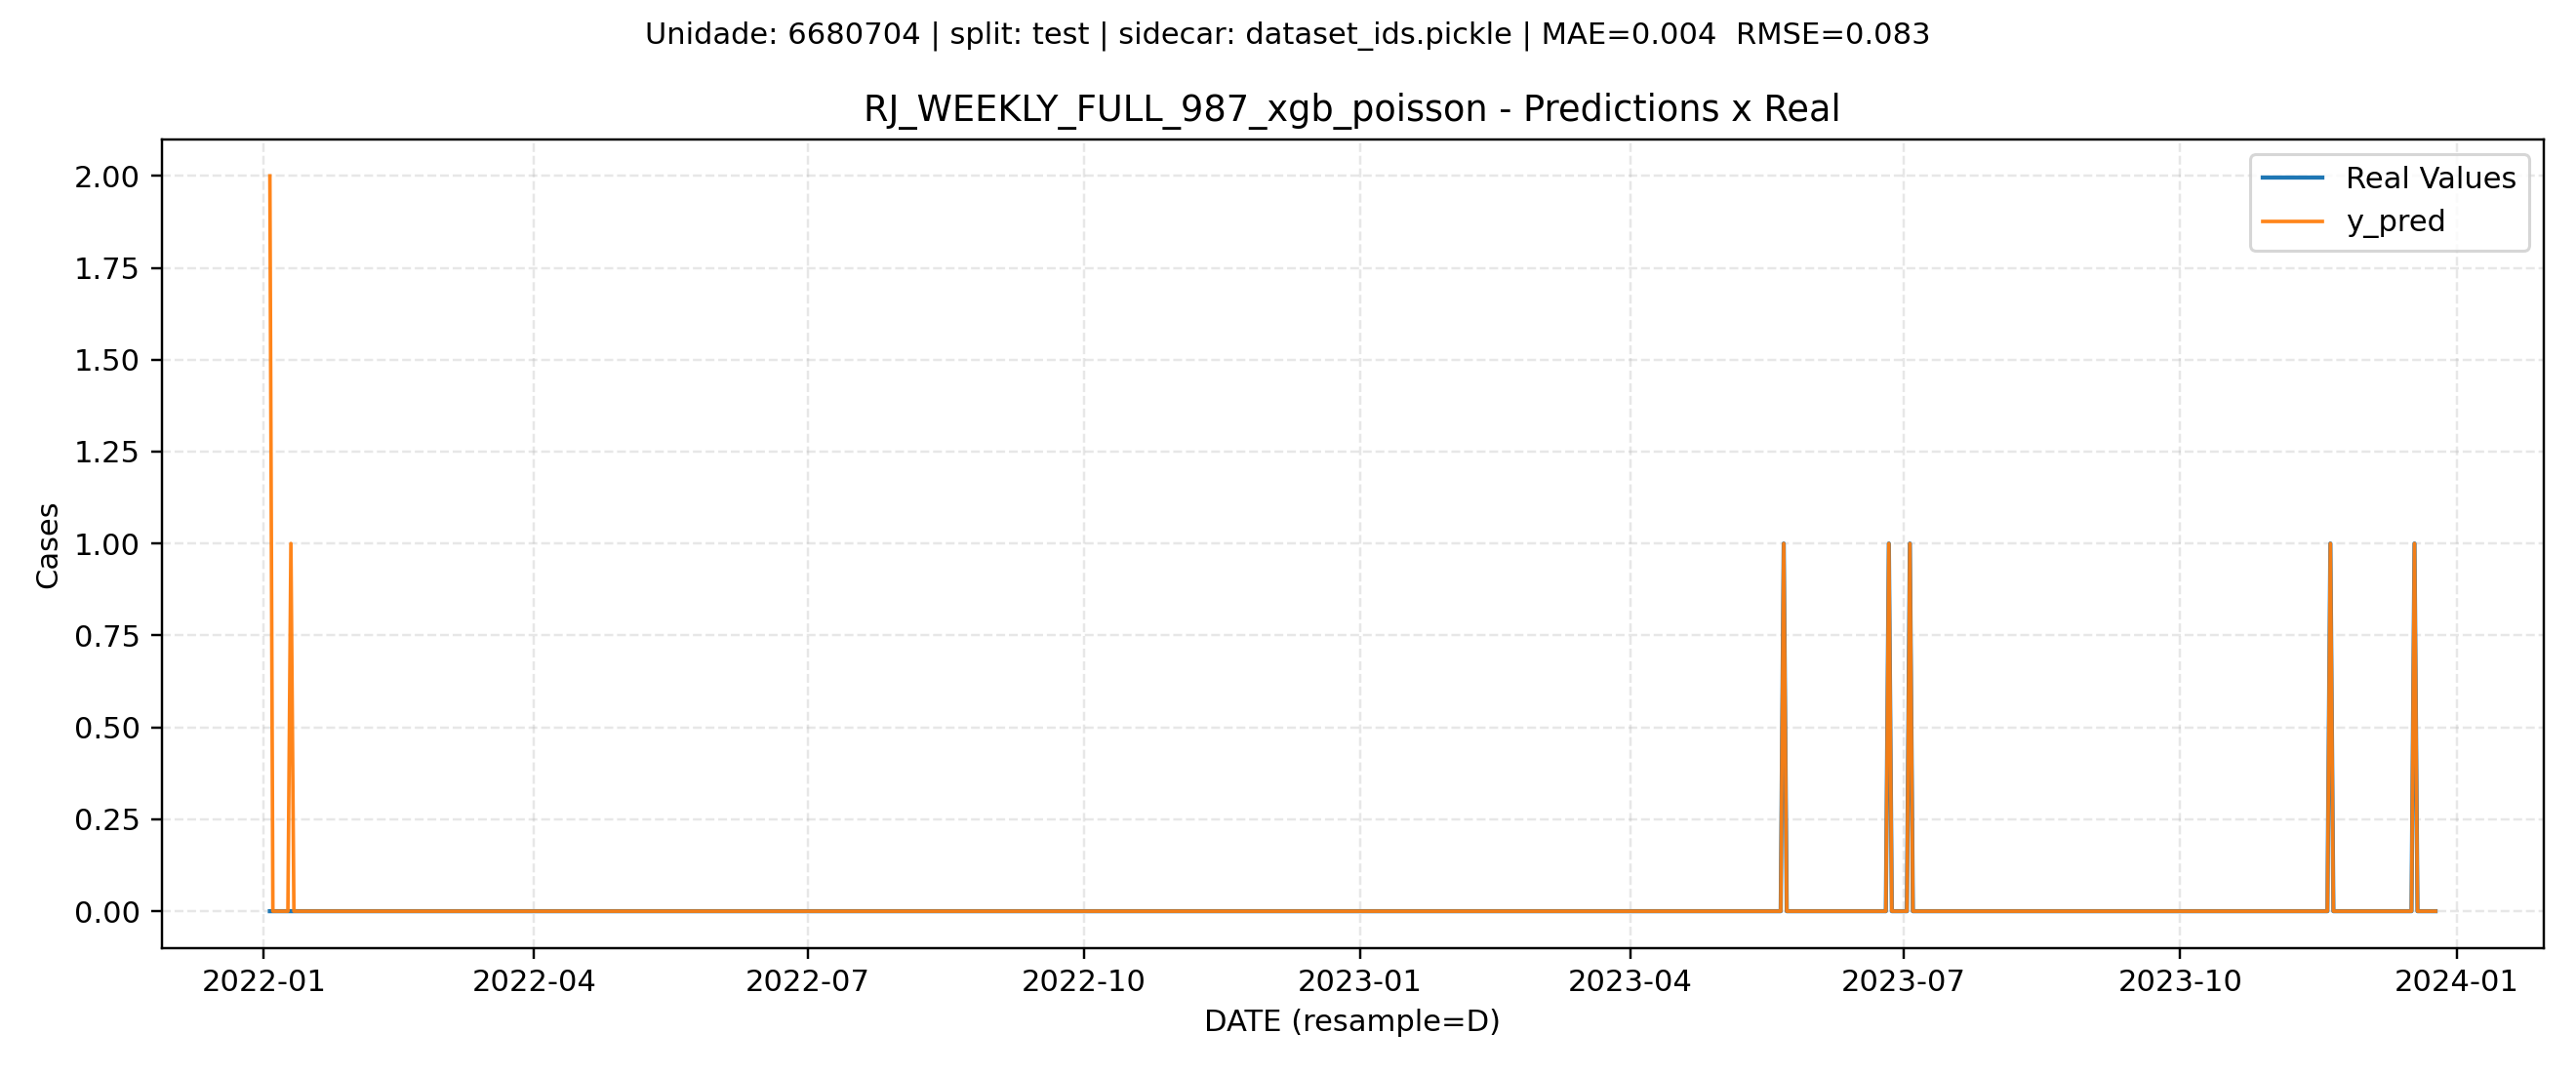 Unidade: 6680704 | split: test | sidecar: dataset_ids.pickle | MAE=0.004  RMSE=0.083
RJ_WEEKLY_FULL_987_xgb_poisson - Predictions x Real
Real Values
y_pred
Cases
2.00
1.75
1.50
1.25
1.00
0.75
0.50
0.25
0.00
2022-01 2022-04 2022-07 2022-10 2023-01 2023-04 2023-07 2023-10 2024-01
DATE (resample=D)